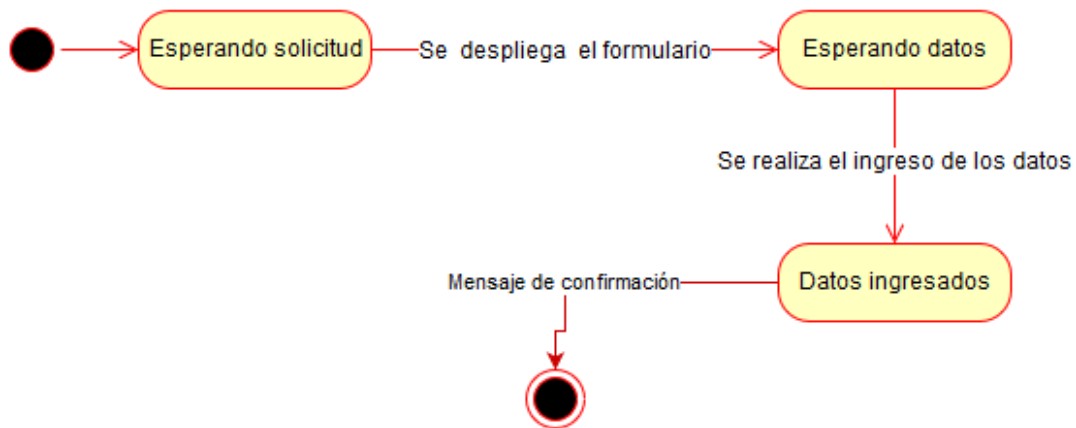 Esperando solicitud
Se despliega el formulario
Esperando datos
Se realiza el ingreso de los datos
Datos ingresados
Mensaje de confirmación